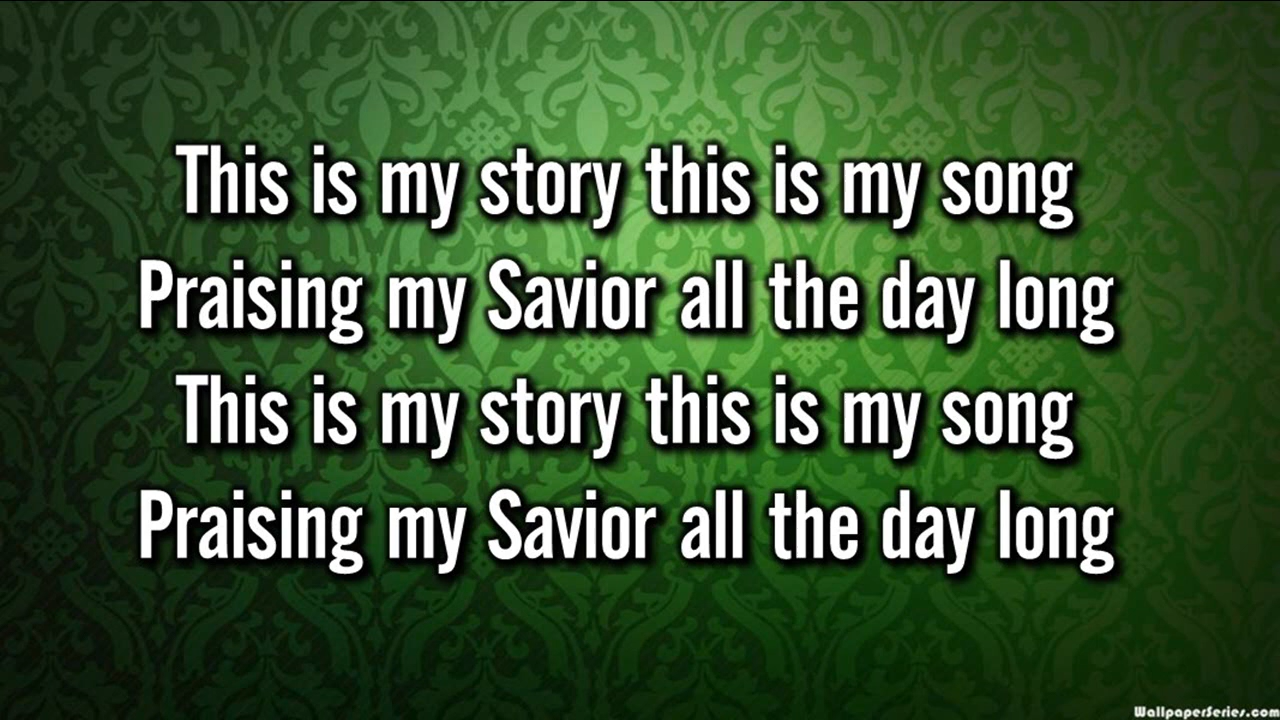 This is my story this is my song
Praising my Savior all the day long
This is my story this is my song
Praising my Savior all the day long
WallpaperSeries.com